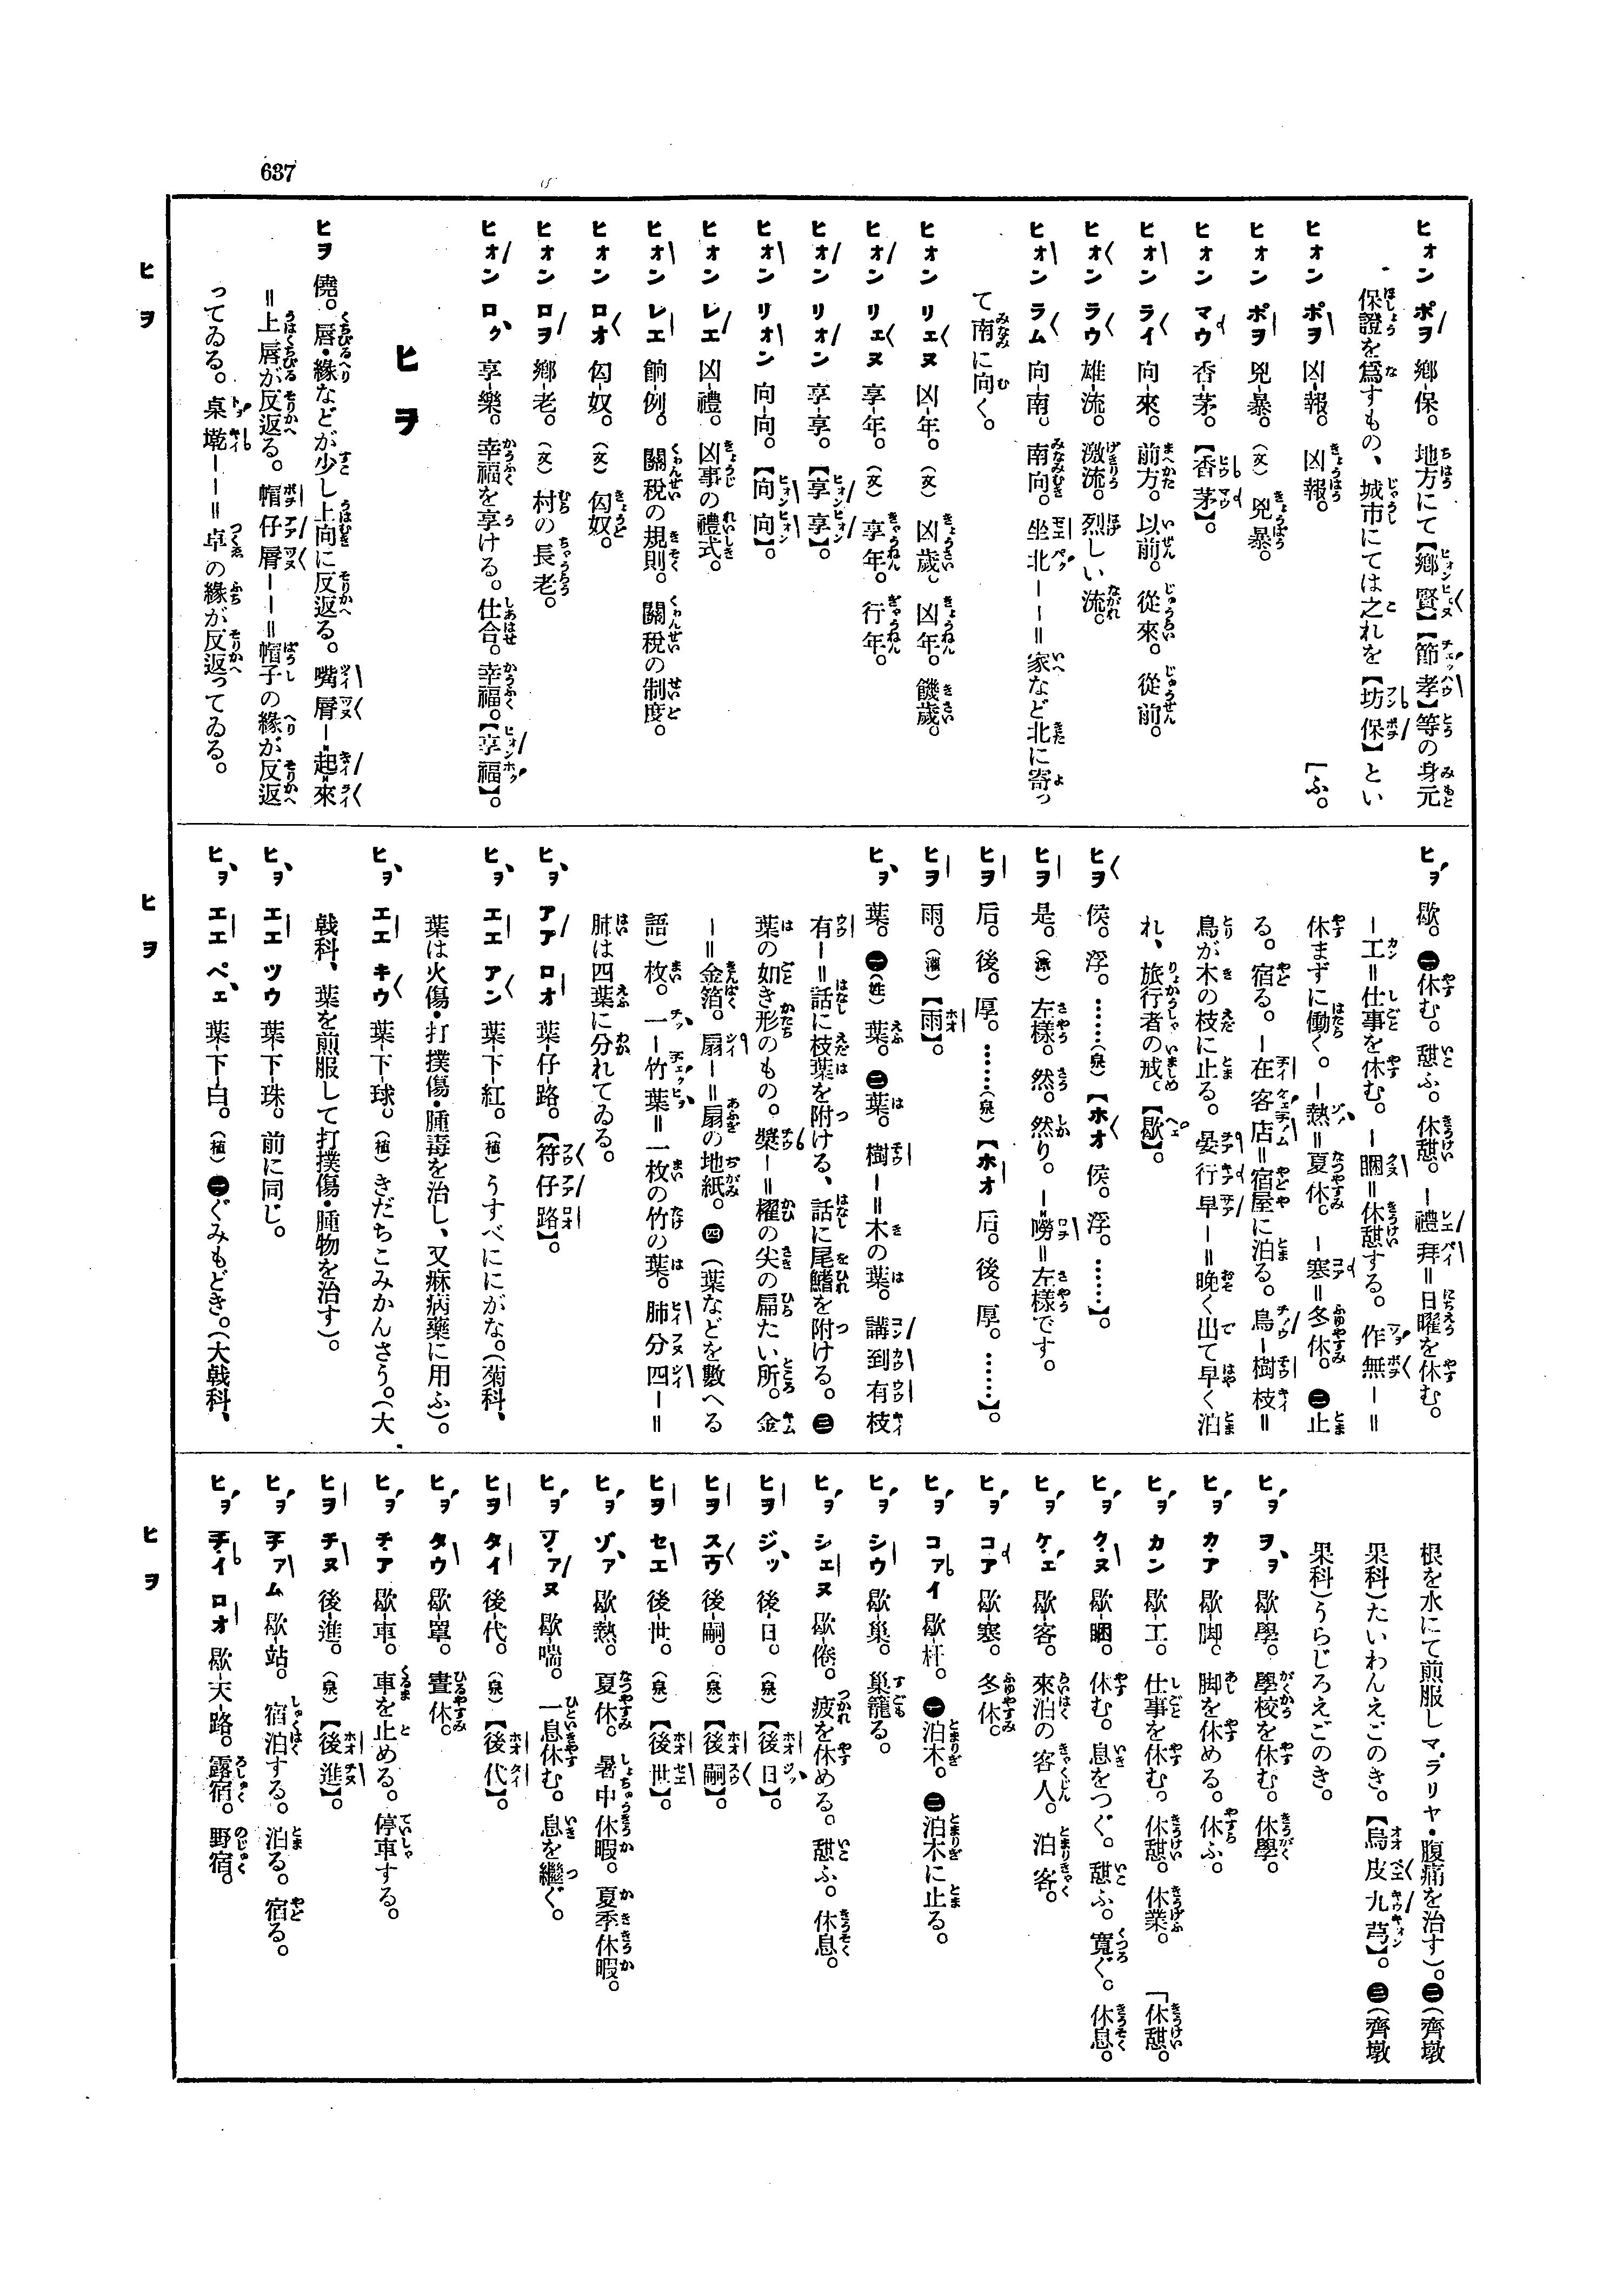 637
ヒォン ポヲ 鄕-保。地方にて【鄕賢】【節孝】等の身元
保證を爲すもの、城市にては之れを【坊保】とい
「ふ。
ヒォン ポヲ 凶-報。凶報。
ヒォン ポヲ 兇-暴。(文) 兇暴。
ヒォン マウ 香-茅。【香茅】。
ヒォン ライ 向-來。前方。以前。從來。從前。
ヒォン ラウ 雄-流。激流。烈しい流。
ヒォン ラム 向-南。南向。坐北ーー=家など北に寄っ
て南に向く。
ヒォン リェヌ 凶-年。(文) 凶歲。凶年。饑歲。
ヒォン リェヌ 享-年。(文) 享年。行年。
ヒォン リォン 享-享。【享享】。
ヒォン リォン 向-向。【向向】。
ヒォン レエ 凶-禮。凶事の禮式。
ヒォン レエ 餉-例。關稅の規則。關稅の制度。
ヒォン ロオ 匈-奴。(文) 匈奴。
ヒォン ロヲ 鄕-老。(文) 村の長老。
ヒォン ロク 享-樂。幸福を享ける。仕合。幸福。【享福】。
ヒヲ
ヒヲ 僥。唇・緣などが少し上向に反返る。嘴脣ー起來
=上唇が反返る。帽仔脣ーー=帽子の緣が反返
ってゐる。桌墘ーー=卓の緣が反返ってゐる。
ヒヲ 歇。㊀休む。憩ふ。休憩。ー禮拜=日曜を休む。
ー工=仕事を休む。ー睏=休憩する。作無ー=
休まずに働く。ー熱=夏休。ー寒=冬休。㊁止
る。宿る。ー在客店=宿屋に泊る。鳥ー樹枝=
鳥が木の枝に止る。晏行早ー=晚く出て早く泊
れ、旅行者の戒。【歇】。
ヒヲ 侯。浮。……(泉)【ホオ 侯。浮。……】。
ヒヲ 是。(漳) 左樣。然。然り。ー嘮=左樣です。
ヒヲ 后。後。厚。……(泉)【ホオ 后。後。厚。……】。
ヒヲ 雨。(漳)【雨】。
ヒヲ 葉。㊀(姓) 葉。㊁葉。樹ー=木の葉。講到有枝
有ー=話に枝葉を附ける、話に尾鰭を附ける。㊂
葉の如き形のもの。槳ー=櫂の尖の扁たい所。金
ー=金箔。扇ー=扇の地紙。㊃(葉などを數へる
語) 枚。一ー竹葉=一枚の竹の葉。肺分四ー=
肺は四葉に分れてゐる。
ヒヲ アア ロオ 葉-仔-路。【符仔路】。
ヒヲ エエ アン 葉-下-紅。(植) うすべににがな。(菊科、
葉は火傷・打撲傷・腫毒を治し、又痳病藥に用ふ)。
ヒヲ エエ キウ 葉-下-球。(植) きだちこみかんさう。(大
戟科、葉を煎服して打撲傷・腫物を治す)。
ヒヲ エエ ツウ 葉-下-珠。前に同じ。
ヒヲ エエ ペェ 葉-下-白。(植) ㊀ぐみもどき。(大戟科、
根を水にて煎服しマラリヤ・腹痛を治す)。㊁(齊墩
果科) たいわんえごのき。【烏皮九芎】。㊂(齊墩
果科) うらじろえごのき。
ヒヲ ヲヲ 歇-學。學校を休む。休學。
ヒヲ カア 歇-脚。脚を休める。休ふ。
ヒヲ カン 歇-工。仕事を休む。休憩。休業。
「休憩。
ヒヲ クヌ 歇-睏。休む。息をつぐ。憩ふ。寬ぐ。休息。
ヒヲ ケェ 歇-客。來泊の客人。泊客。
ヒヲ コア 歇-寒。冬休。
ヒヲ コァイ 歇-杆。㊀泊木。㊁泊木に止る。
ヒヲ シウ 歇-巢。巢籠る。
ヒヲ シェヌ 歇-倦。疲を休める。憩ふ。休息。
ヒヲ ジッ 後-日。(泉)【後日】。
ヒヲ スウ 後-嗣。(泉)【後嗣】。
ヒヲ セエ 後-世。(泉)【後世】。
ヒヲ ゾァ 歇-熱。夏休。暑中休暇。夏季休暇。
ヒヲ ツァヌ 歇-喘。一息休む。息を繼ぐ。
ヒヲ タイ 後-代。(泉)【後代】。
ヒヲ タウ 歇-罩。晝休。
ヒヲ チア 歇-車。車を止める。停車する。
ヒヲ チヌ 後-進。(泉)【後進】。
ヒヲ チァム 歇-站。宿泊する。泊る。宿る。
ヒヲ チイ ロオ 歇-天-路。露宿。野宿。
ヒヲ
ヒヲ
ヒヲ